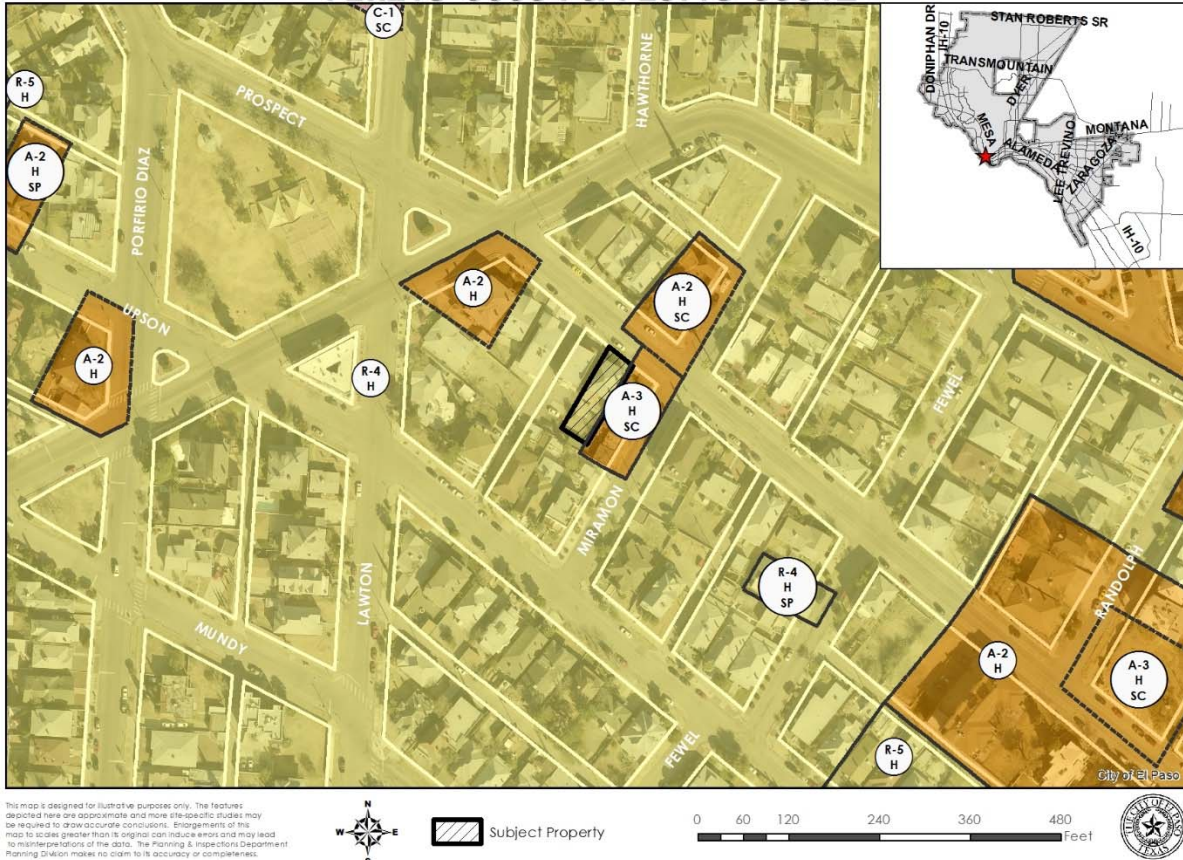 C-1
SC
R-5
H
A-2
H
SP
PROSPECT
HAWTHORNE
PORFIRIO DIAZ
UPSON
A-2
H
A-2
H
R-4
H
A-2
H
SC
A-3
H
SC
FEWEL
MIRAMON
LAWTON
MUNDY
R-4
H
SP
RANDOLPH
A-2
H
A-3
H
SC
FEWEL
R-5
H
City of El Paso
DONIPHAN DR
IH-10
STAN ROBERTS SR
TRANSMOUNTAIN
DYER
MESA
MONTANA
ALAMEDA
LEE TREVINO
ZARAGOZA
IH-10
This map is designed for illustrative purposes only. The features
depicted here are approximate and more site-specific studies may
be required to draw accurate conclusions. Enlargements of this
map to scales greater than its original can induce errors and may lead
to misinterpretations of the data. The Planning & Inspections Department
Planning Division makes no claim to its accuracy or completeness.
N
W
E
S
Subject Property
0 60 120 240 360 480
Feet